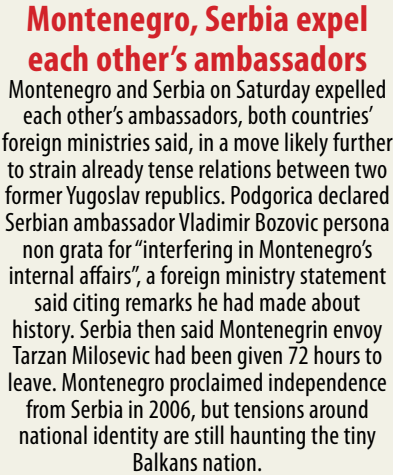 Montenegro, Serbia expel
each other's ambassadors
Montenegro and Serbia on Saturday expelled
each other's ambassadors, both countries'
foreign ministries said, in a move likely further
to strain already tense relations between two
former Yugoslav republics. Podgorica declared
Serbian ambassador Vladimir Bozovic persona
non grata for "interfering in Montenegro's
internal affairs", a foreign ministry statement
said citing remarks he had made about
history. Serbia then said Montenegrin envoy
Tarzan Milosevic had been given 72 hours to
leave. Montenegro proclaimed independence
from Serbia in 2006, but tensions around
national identity are still haunting the tiny
Balkans nation.